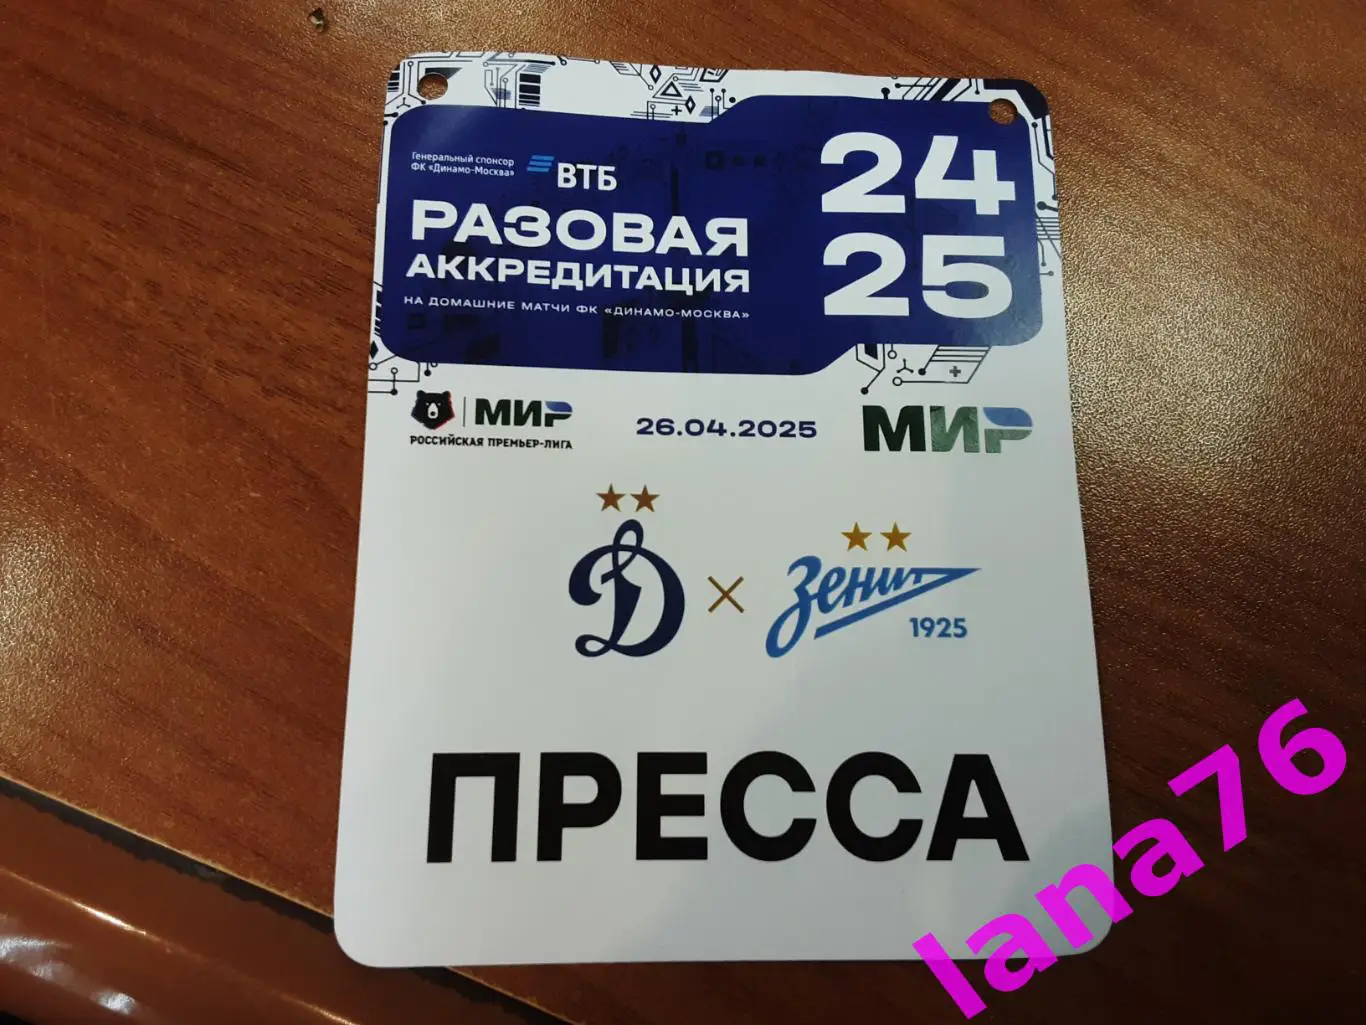 Генеральный спонсор
ФК «Динамо-Москва»
ВТБ
РАЗОВАЯ
АККРЕДИТАЦИЯ
НА ДОМАШНИЕ МАТЧИ ФК «ДИНАМО-МОСКВА»
24
25
МИР
РОССИЙСКАЯ ПРЕМЬЕР-ЛИГА
26.04.2025
МИР
Д
×
Зенит
1925
ПРЕССА
lana76